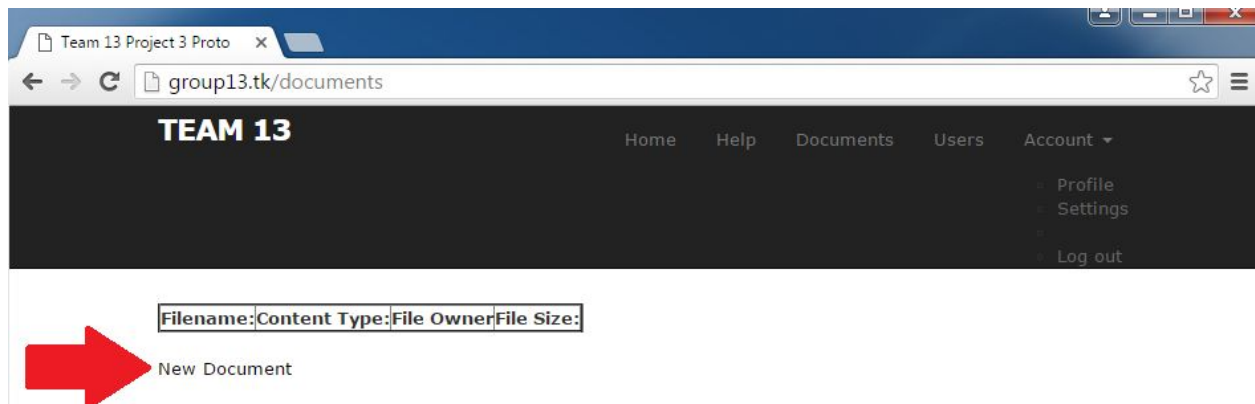 Team 13 Project 3 Proto
group13.tk/documents
TEAM 13
Home Help Documents Users Account
Profile
Settings
Log out
Filename: Content Type: File Owner File Size:
New Document